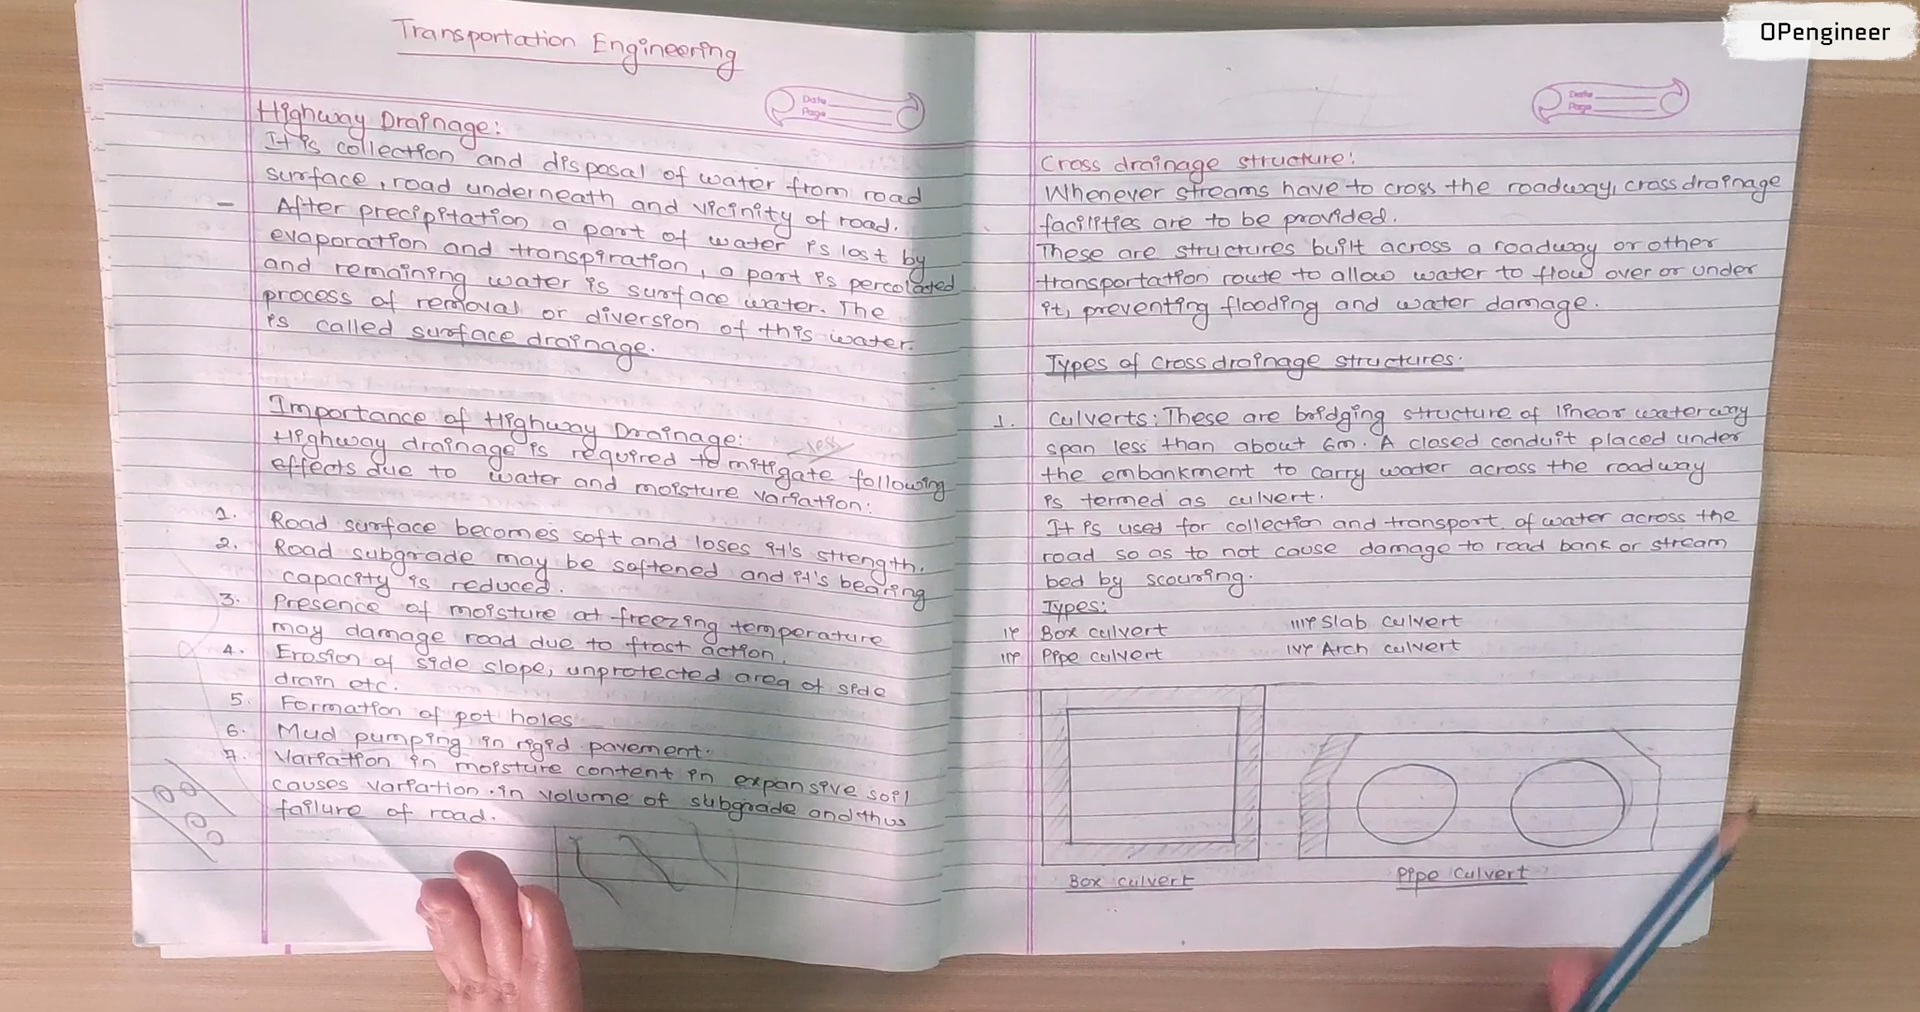 OPengineer
Transportation Engineering
Date
Page
Highway Drainage:
It is collection and disposal of water from road
surface, road underneath and vicinity of road.
- After precipitation a part of water is lost by
evaporation and transpiration, a part is percolated
and remaining water is surface water. The
process of removal or diversion of this water.
is called surface drainage.
Importance of Highway Drainage:
less
Highway drainage is required to mitigate following
effects due to water and moisture variation:
1. Road surface becomes soft and loses it's strength.
2. Road subgrade may be softened and it's bearing
capacity is reduced.
3. Presence of moisture at freezing temperature
may damage road due to frost action.
4. Erosion of side slope, unprotected area of side
drain etc.
5. Formation of pot holes
6. Mud pumping in rigid pavement.
7. Variation in moisture content in expansive soil
causes variation in volume of subgrade and thus
failure of road.
Date
Page
Cross drainage structure:
Whenever streams have to cross the roadway, cross drainage
facilities are to be provided.
These are structures built across a roadway or other
transportation route to allow water to flow over or under
it, preventing flooding and water damage.
Types of cross drainage structures.
1. Culverts: These are bridging structure of linear waterway
span less than about 6m. A closed conduit placed under
the embankment to carry water across the roadway
is termed as culvert.
It is used for collection and transport of water across the
road so as to not cause damage to road bank or stream
bed by scouring.
Types:
i) Box culvert iii) Slab culvert
ii) Pipe culvert iv) Arch culvert
Box culvert
Pipe culvert